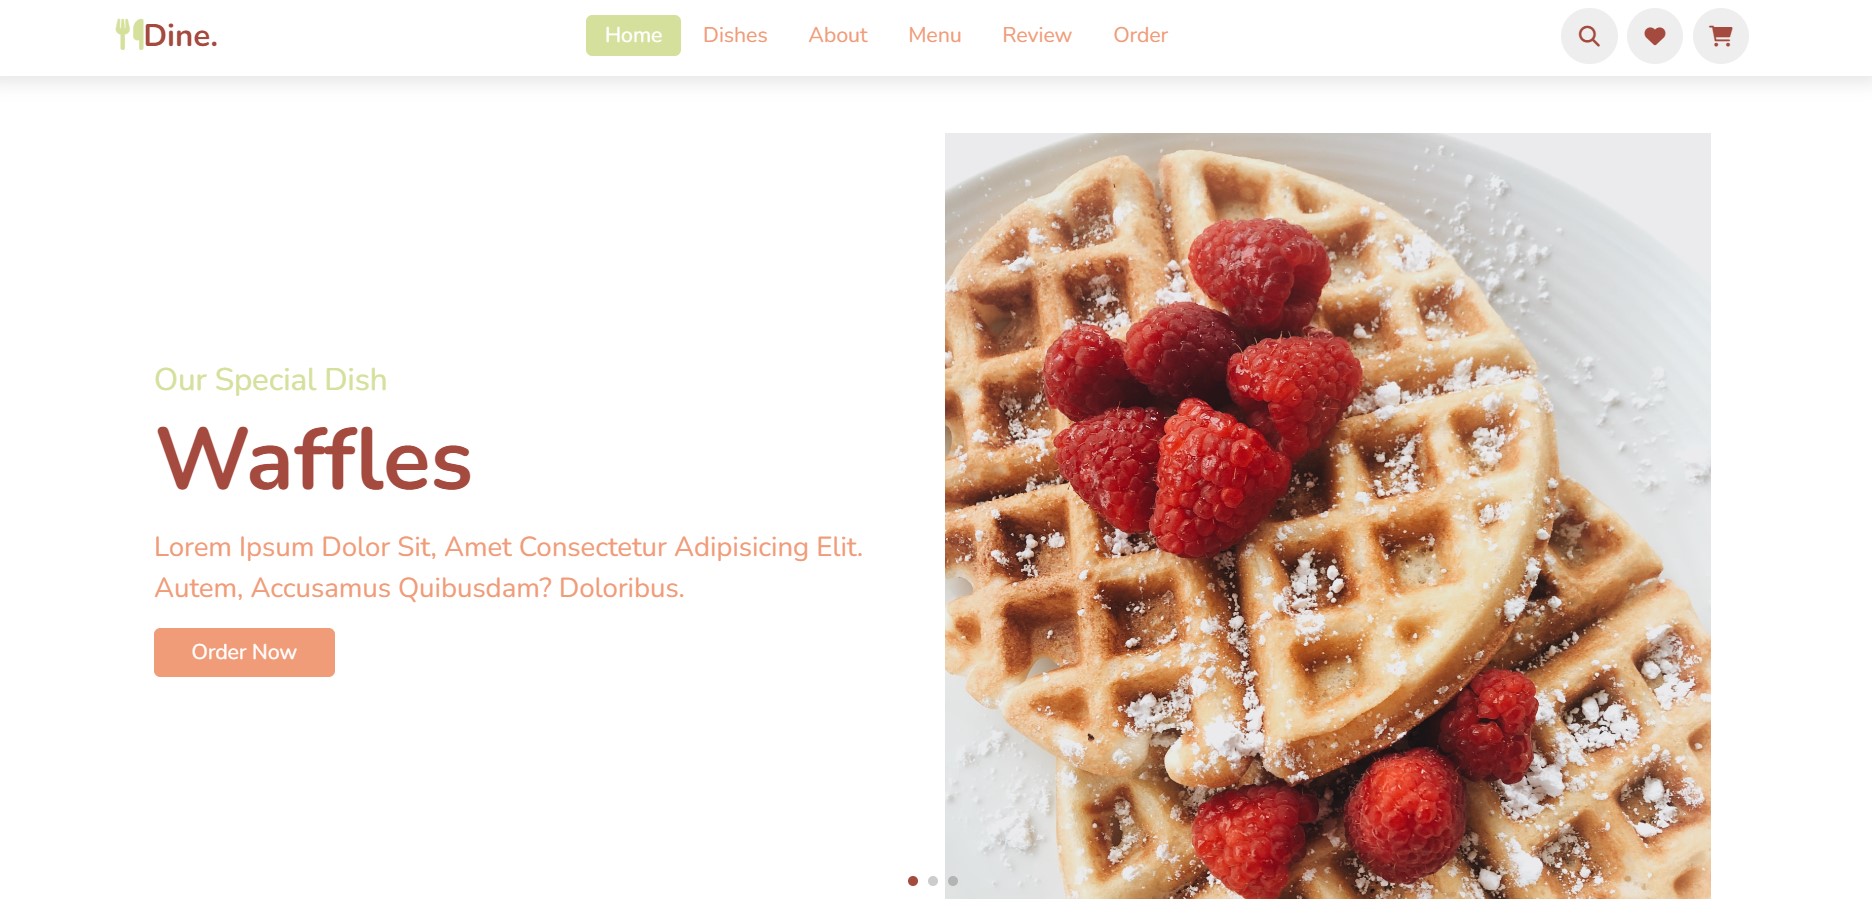 Dine.
Home Dishes About Menu Review Order
Our Special Dish
Waffles
Lorem Ipsum Dolor Sit, Amet Consectetur Adipisicing Elit.
Autem, Accusamus Quibusdam? Doloribus.
Order Now